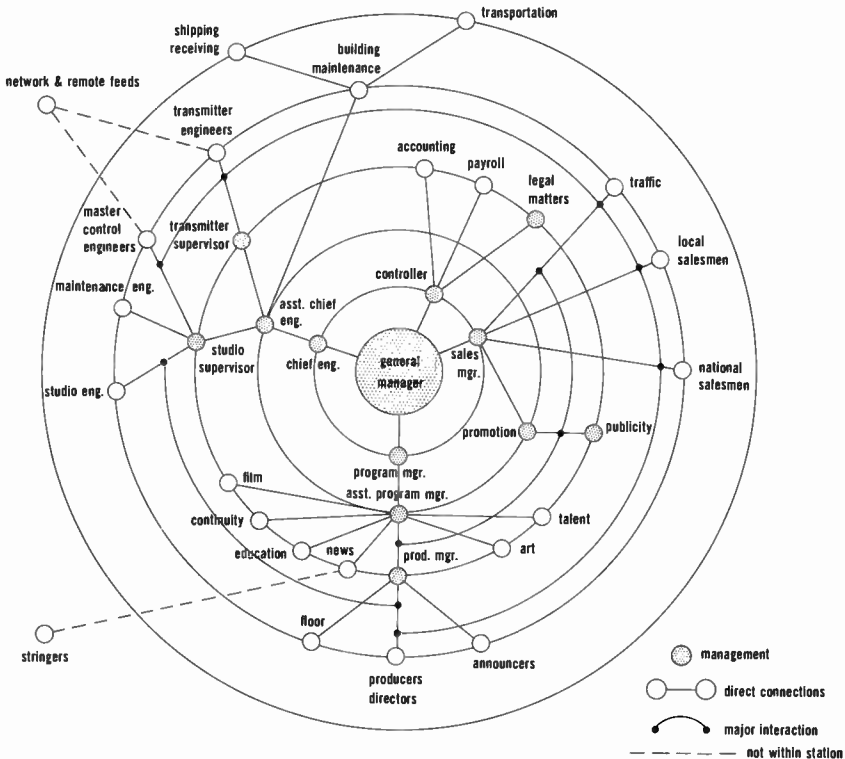 transportation
shipping
receiving
building
maintenance
network & remote feeds
transmitter
engineers
accounting
payroll
legal
matters
traffic
master
control
engineers
transmitter
supervisor
local
salesmen
controller
maintenance eng.
asst. chief
eng.
studio
supervisor
chief eng.
general
manager
sales
mgr.
national
salesmen
studio eng.
promotion
publicity
program mgr.
asst. program mgr.
film
continuity
talent
education
news
prod. mgr.
art
floor
stringers
announcers
producers
directors
management
direct connections
major interaction
not within station